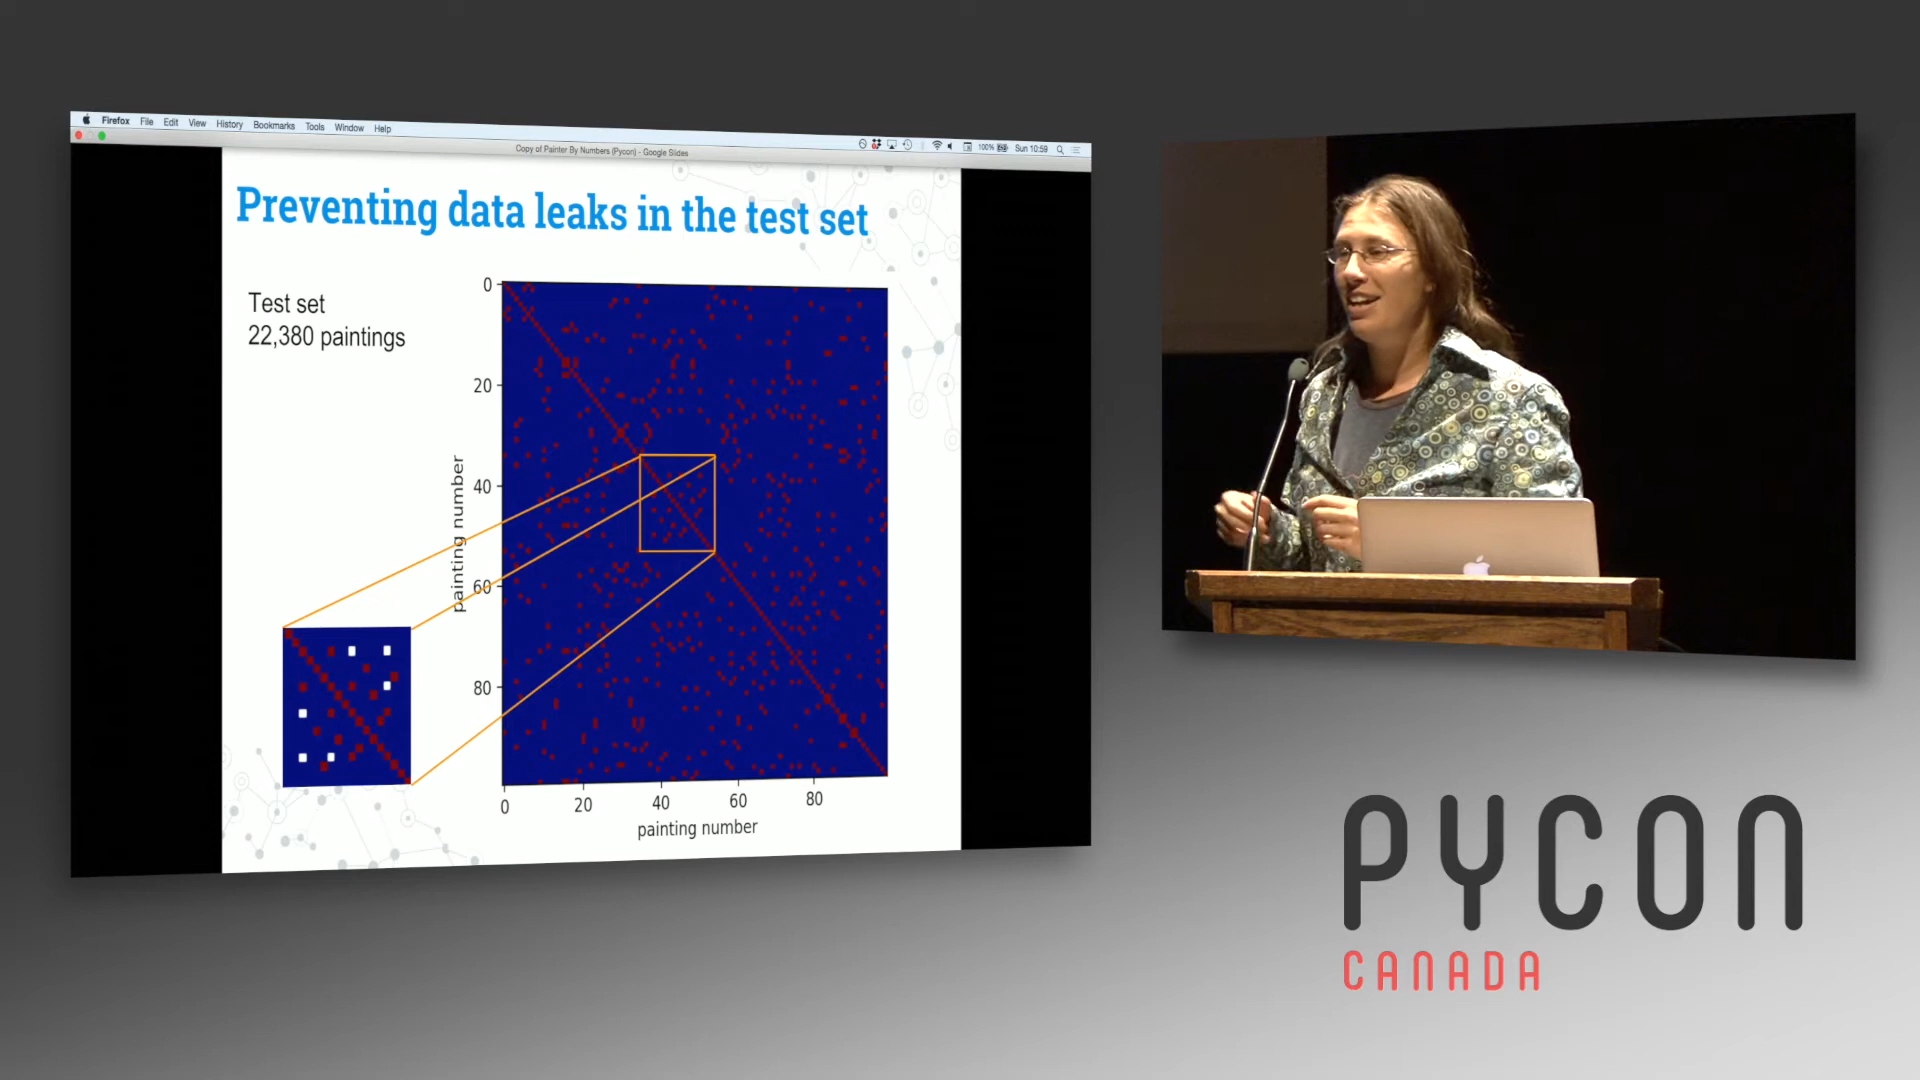 Firefox File Edit View History Bookmarks Tools Window Help
100% Sun 10:59
Copy of Painter By Numbers (Pycon) - Google Slides
Preventing data leaks in the test set
Test set
22,380 paintings
0
20
40
60
80
painting number
0 20 40 60 80
painting number
PYCON
CANADA